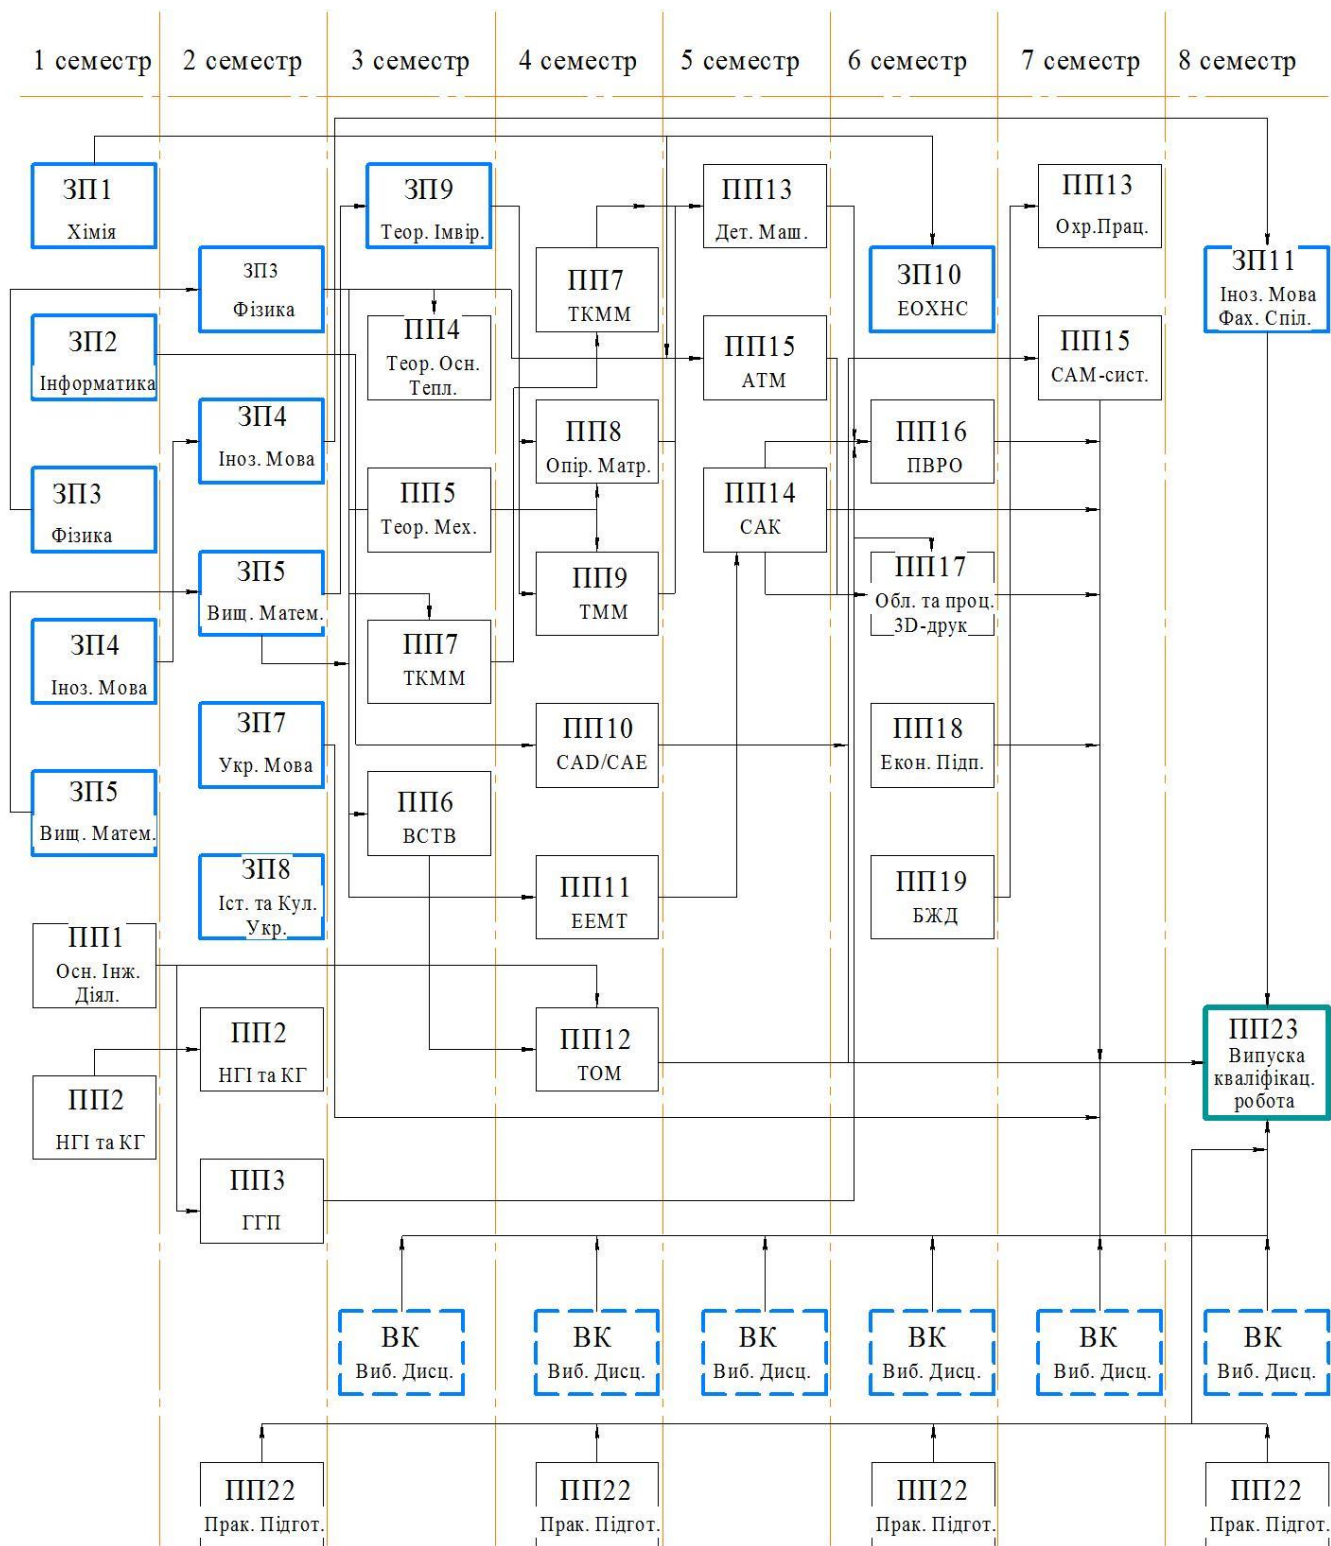 1 семестр
2 семестр
3 семестр
4 семестр
5 семестр
6 семестр
7 семестр
8 семестр
ЗП1
Хімія
ЗП2
Інформатика
ЗП3
Фізика
ЗП4
Іноз. Мова
ЗП5
Вищ. Матем.
ПП1
Осн. Інж.
Діял.
ПП2
НГІ та КГ
ЗП3
Фізика
ЗП4
Іноз. Мова
ЗП5
Вищ. Матем.
ЗП7
Укр. Мова
ЗП8
Іст. та Кул.
Укр.
ПП2
НГІ та КГ
ПП3
ГГП
ПП22
Прак. Підгот.
ЗП9
Теор. Імвір.
ПП4
Теор. Осн.
Тепл.
ПП5
Теор. Мех.
ПП7
ТКММ
ПП6
ВСТВ
ВК
Виб. Дисц.
ПП7
ТКММ
ПП8
Опір. Матр.
ПП9
ТММ
ПП10
CAD/CAE
ПП11
ЕЕМТ
ПП12
ТОМ
ВК
Виб. Дисц.
ПП22
Прак. Підгот.
ПП13
Дет. Маш.
ПП15
АТМ
ПП14
САК
ВК
Виб. Дисц.
ЗП10
ЕОХНС
ПП16
ПВРО
ПП17
Обл. та проц.
3D-друк
ПП18
Екон. Підп.
ПП19
БЖД
ВК
Виб. Дисц.
ПП22
Прак. Підгот.
ПП13
Охр.Прац.
ПП15
САМ-сист.
ВК
Виб. Дисц.
ЗП11
Іноз. Мова
Фах. Спіл.
ПП23
Випуска
кваліфікац.
робота
ВК
Виб. Дисц.
ПП22
Прак. Підгот.